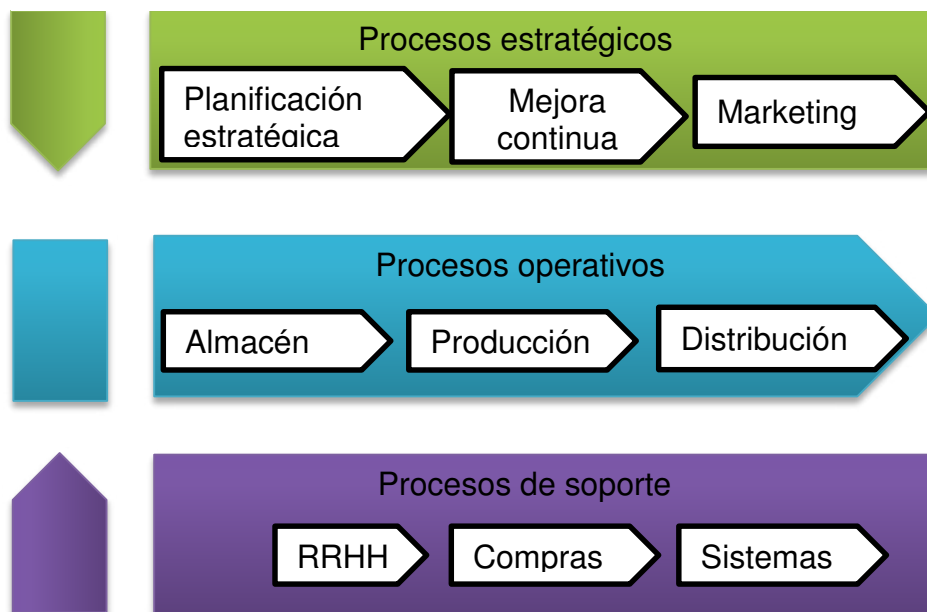 Procesos estratégicos
Planificación
estratégica
Mejora
continua
Marketing
Procesos operativos
Almacén
Producción
Distribución
Procesos de soporte
RRHH
Compras
Sistemas